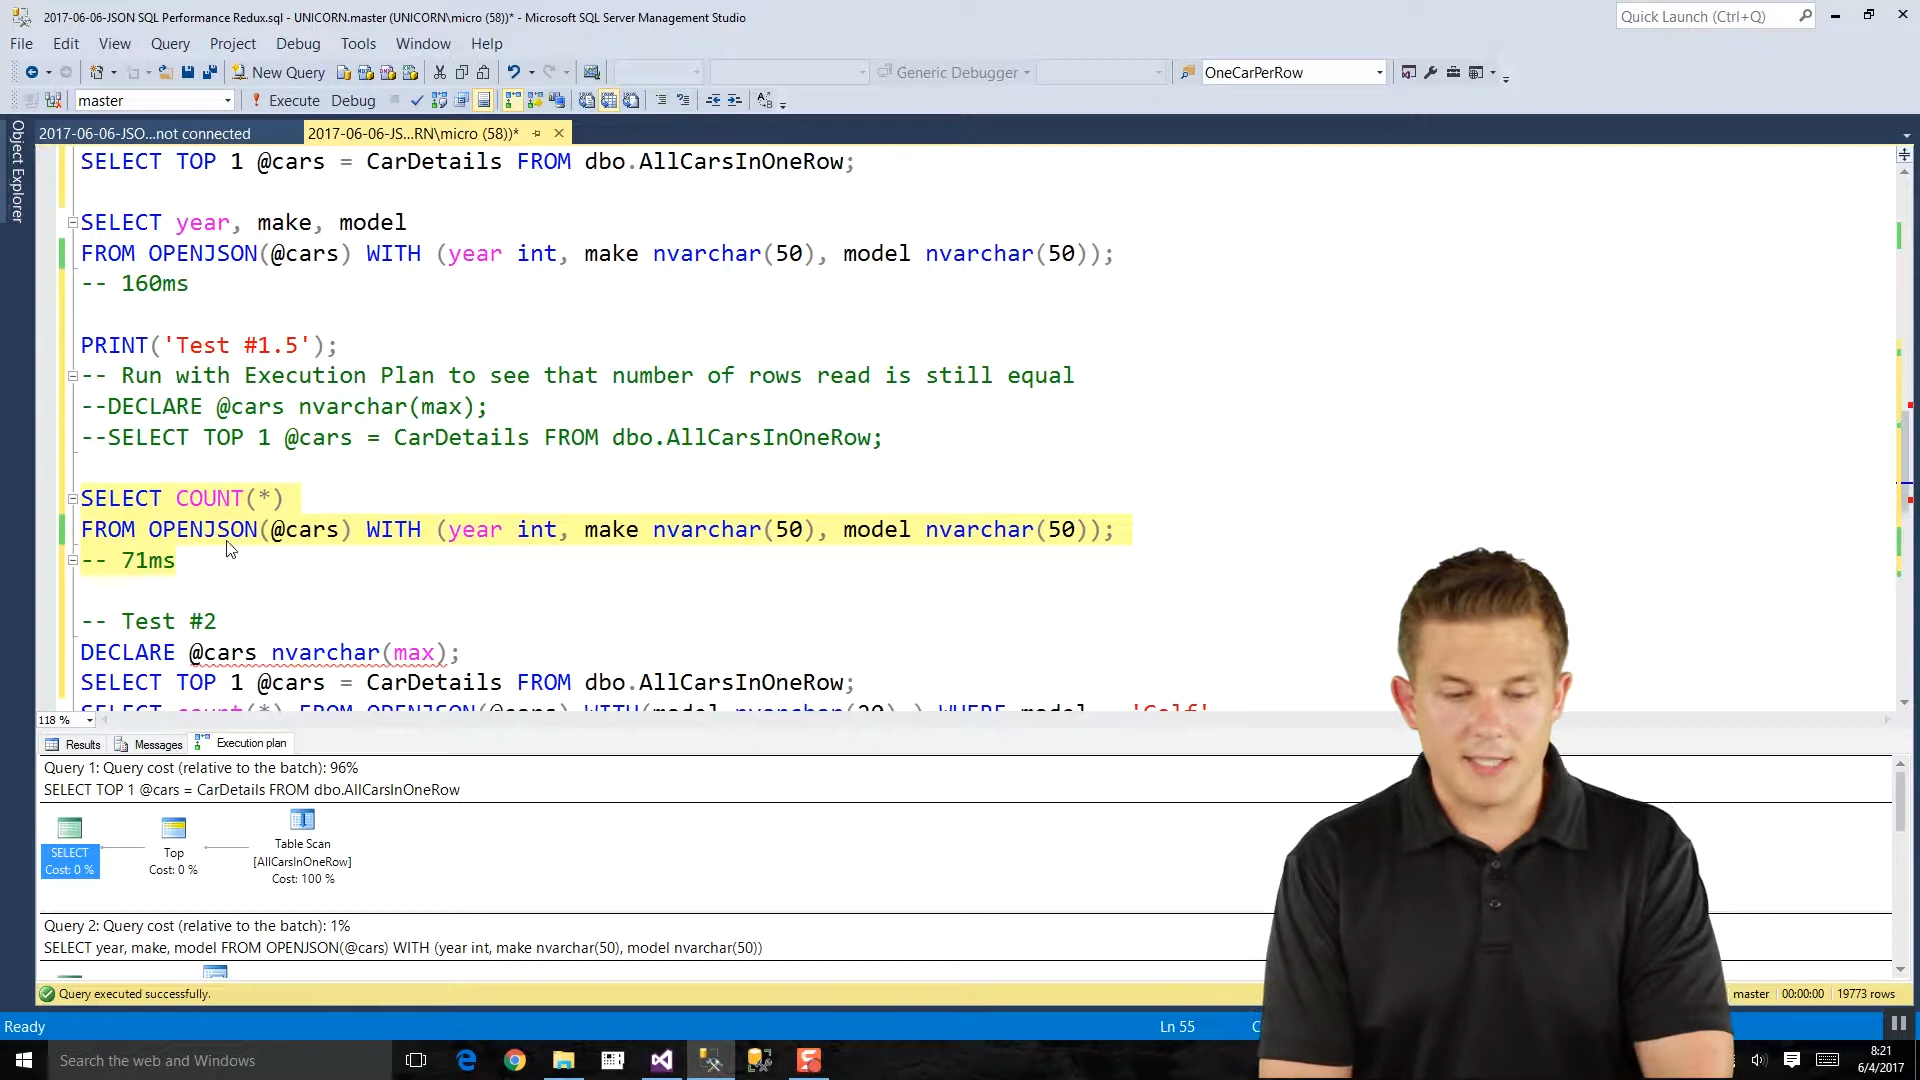 2017-06-06-JSON SQL Performance Redux.sql - UNICORN.master (UNICORN\micro (58))* - Microsoft SQL Server Management Studio
Quick Launch (Ctrl+Q)
File Edit View Query Project Debug Tools Window Help
New Query
Generic Debugger
OneCarPerRow
master
Execute Debug
Object Explorer
2017-06-06-JSO...not connected
2017-06-06-JS...RN\micro (58))*
SELECT TOP 1 @cars = CarDetails FROM dbo.AllCarsInOneRow;
SELECT year, make, model
FROM OPENJSON(@cars) WITH (year int, make nvarchar(50), model nvarchar(50));
-- 160ms
PRINT('Test #1.5');
-- Run with Execution Plan to see that number of rows read is still equal
--DECLARE @cars nvarchar(max);
--SELECT TOP 1 @cars = CarDetails FROM dbo.AllCarsInOneRow;
SELECT COUNT(*)
FROM OPENJSON(@cars) WITH (year int, make nvarchar(50), model nvarchar(50));
-- 71ms
-- Test #2
DECLARE @cars nvarchar(max);
SELECT TOP 1 @cars = CarDetails FROM dbo.AllCarsInOneRow;
118 %
Results Messages Execution plan
Query 1: Query cost (relative to the batch): 96%
SELECT TOP 1 @cars = CarDetails FROM dbo.AllCarsInOneRow
SELECT
Cost: 0 %
Top
Cost: 0 %
Table Scan
[AllCarsInOneRow]
Cost: 100 %
Query 2: Query cost (relative to the batch): 1%
SELECT year, make, model FROM OPENJSON(@cars) WITH (year int, make nvarchar(50), model nvarchar(50))
Query executed successfully.
master 00:00:00 19773 rows
Ready
Ln 55
Search the web and Windows
8:21
6/4/2017